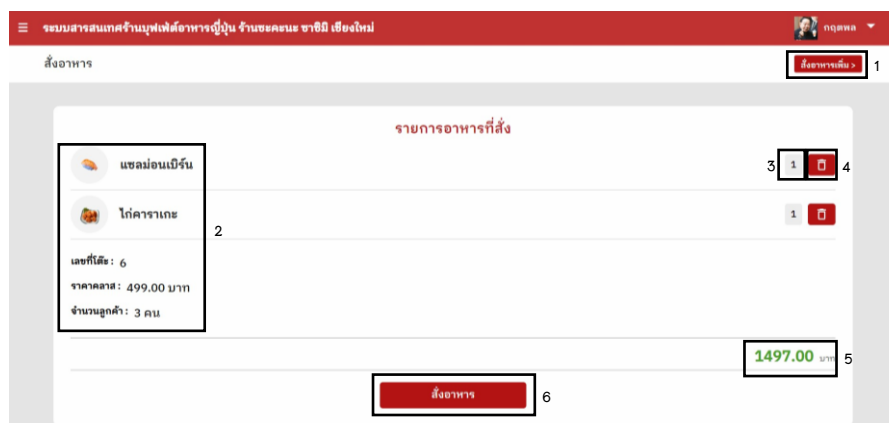 ระบบสารสนเทศร้านบุฟเฟ่ต์อาหารญี่ปุ่น ร้านชะคะนะ ซาชิมิ เชียงใหม่ กฤตพล
สั่งอาหาร สั่งอาหารเพิ่ม > 1
รายการอาหารที่สั่ง
แซลม่อนเบิร์น 3 1 4
ไก่คาราเกะ 1
2
เลขที่โต๊ะ : 6
ราคาคลาส : 499.00 บาท
จำนวนลูกค้า : 3 คน
1497.00 บาท 5
สั่งอาหาร 6